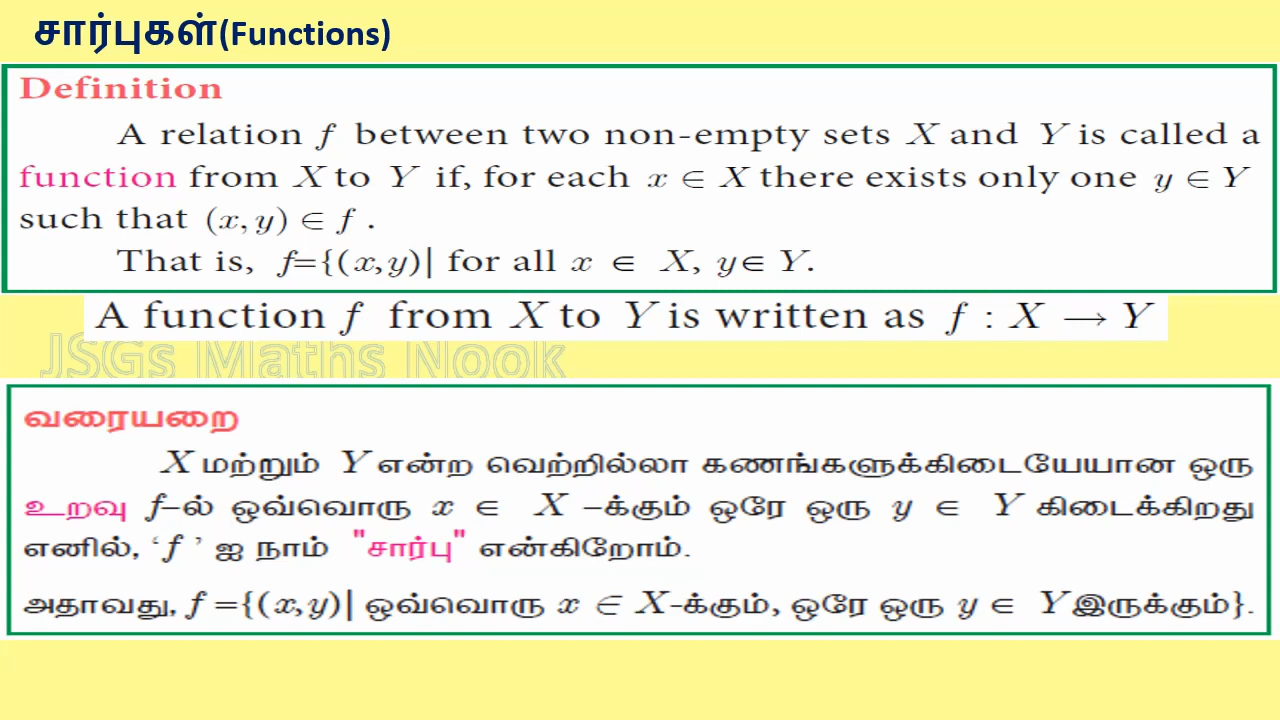 சார்புகள்(Functions)
Definition
A relation f between two non-empty sets X and Y is called a
function from X to Y if, for each x ∈ X there exists only one y ∈ Y
such that (x, y) ∈ f .
That is, f={(x,y)| for all x ∈ X, y∈ Y.
A function f from X to Y is written as f : X → Y
JSGs Maths Nook
வரையறை
X மற்றும் Y என்ற வெற்றில்லா கணங்களுக்கிடையேயான ஒரு
உறவு f–ல் ஒவ்வொரு x ∈ X –க்கும் ஒரே ஒரு y ∈ Y கிடைக்கிறது
எனில், ‘f ’ ஐ நாம் "சார்பு" என்கிறோம்.
அதாவது, f ={(x,y)| ஒவ்வொரு x ∈ X-க்கும், ஒரே ஒரு y ∈ Y இருக்கும்}.